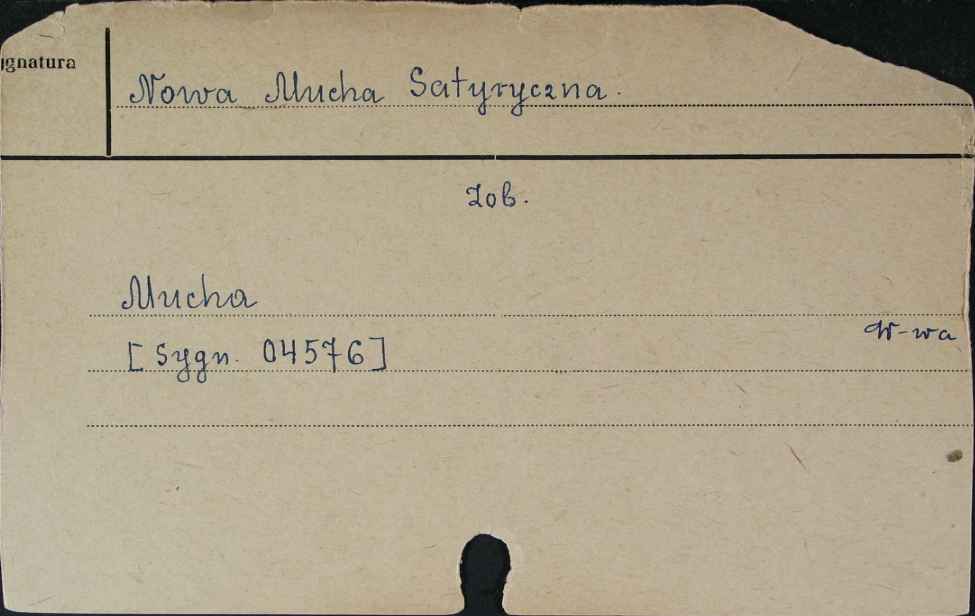 ignatura
Nowa Mucha Satyryczna.
Zob.
Mucha
W-wa
[Sygn. 04576]